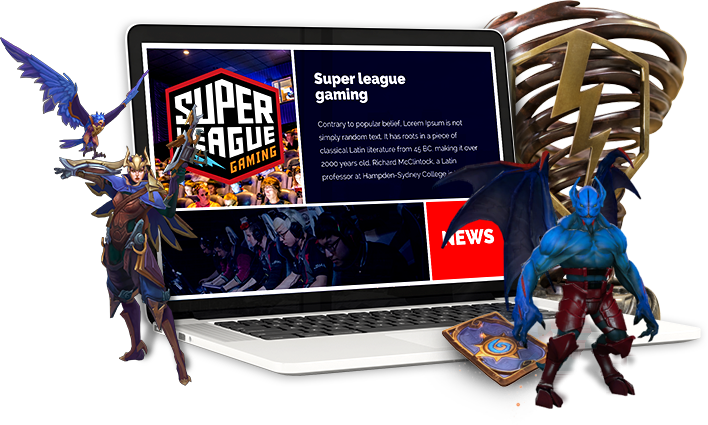 SUPER
LEAGUE
GAMING
Super league
gaming
Contrary to popular belief, Lorem Ipsum is not
simply random text. It has roots in a piece of
classical Latin literature from 45 BC, making it over
2000 years old. Richard McClintock, a Latin
professor at Hampden-Sydney College in
NEWS